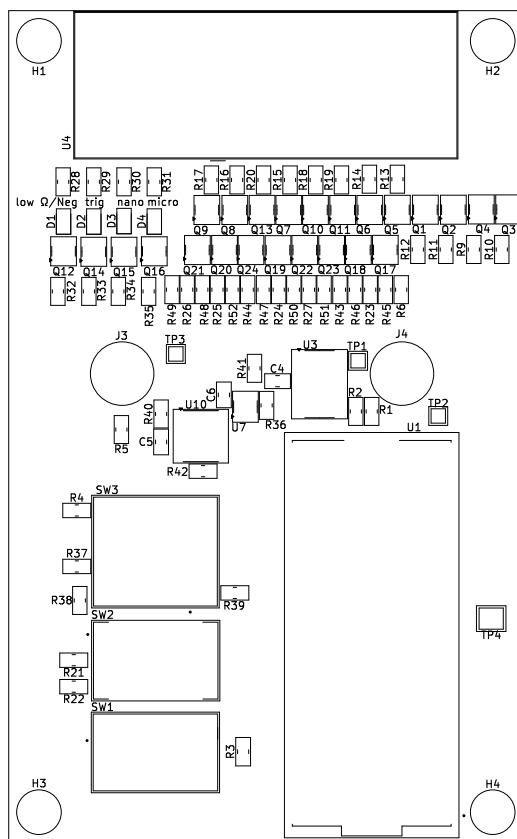 H1
H2
U4
R28
R29
R30
R31
R17
R16
R20
R15
R18
R19
R14
R13
low Ω/Neg trig nano micro
D1
D2
D3
D4
Q9 Q8 Q13 Q7 Q10 Q11 Q6 Q5 Q1 Q2 Q4 Q3
R12
R11
R9
R10
Q12 Q14 Q15 Q16 Q21 Q20 Q24 Q19 Q22 Q23 Q18 Q17
R32
R33
R34
R35
R49
R26
R48
R25
R52
R44
R47
R24
R50
R27
R51
R43
R46
R23
R45
R6
J3
TP3
U3
TP1
J4
R41
C4
C6
R40
U10
U7
R36
R2
R1
TP2
U1
R5
C5
R42
SW3
R4
R37
R38
R39
SW2
TP4
R21
R22
SW1
R3
H3
H4